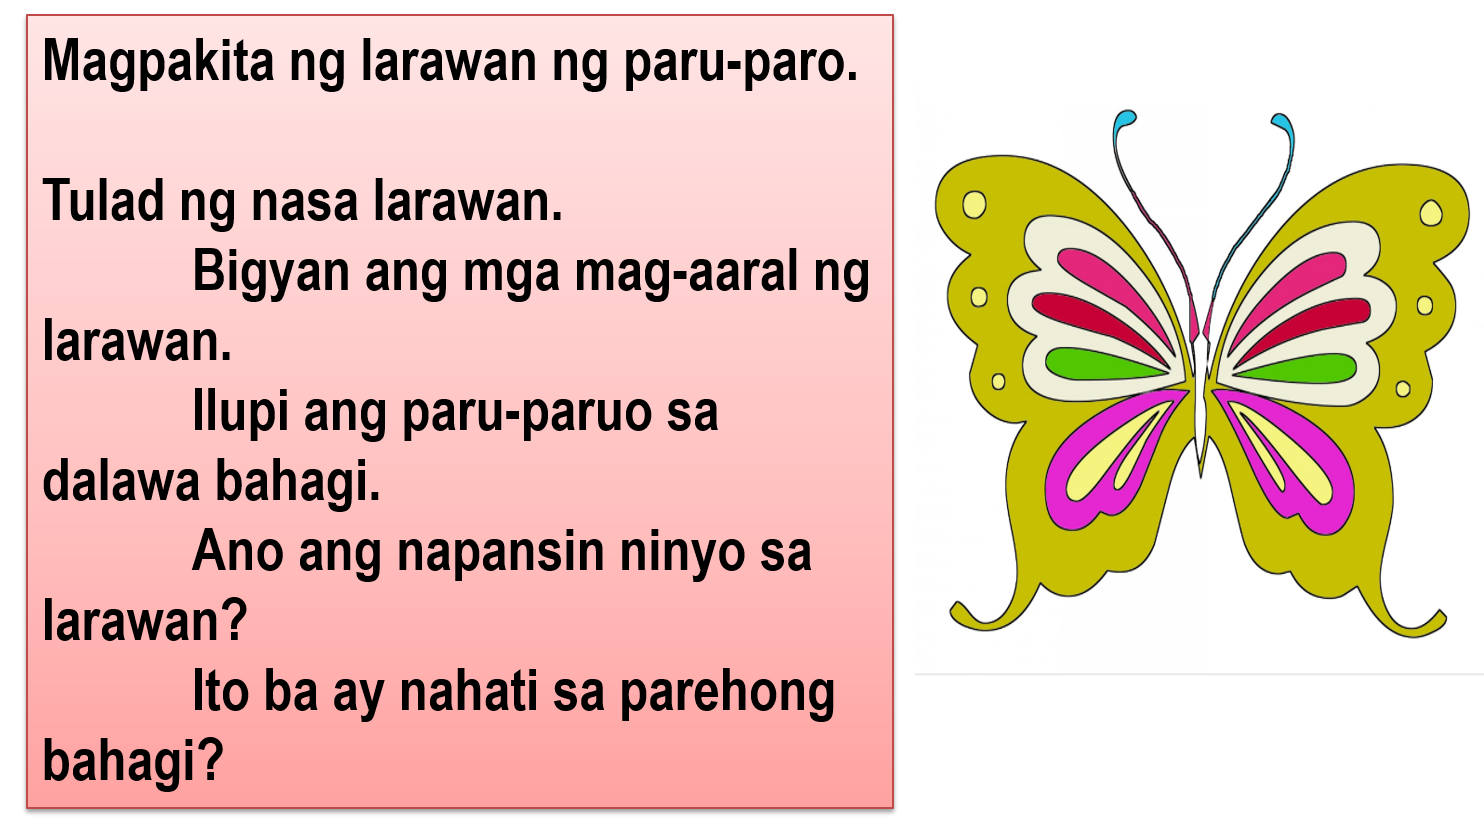 Magpakita ng larawan ng paru-paro.
Tulad ng nasa larawan.
Bigyan ang mga mag-aaral ng
larawan.
Ilupi ang paru-paruo sa
dalawa bahagi.
Ano ang napansin ninyo sa
larawan?
Ito ba ay nahati sa parehong
bahagi?